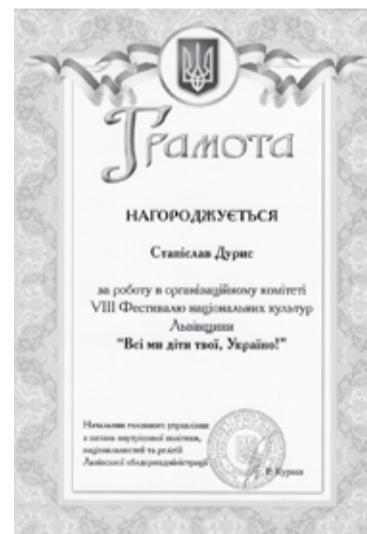 Грамота
НАГОРОДЖУЄТЬСЯ
Станіслав Дурис
за роботу в організаційному комітеті
VIII Фестивалю національних культур
Львівщини
“Всі ми діти твої, Україно!”
Начальник головного управління
з питань внутрішньої політики,
національностей та релігій
Львівської облдержадміністрації